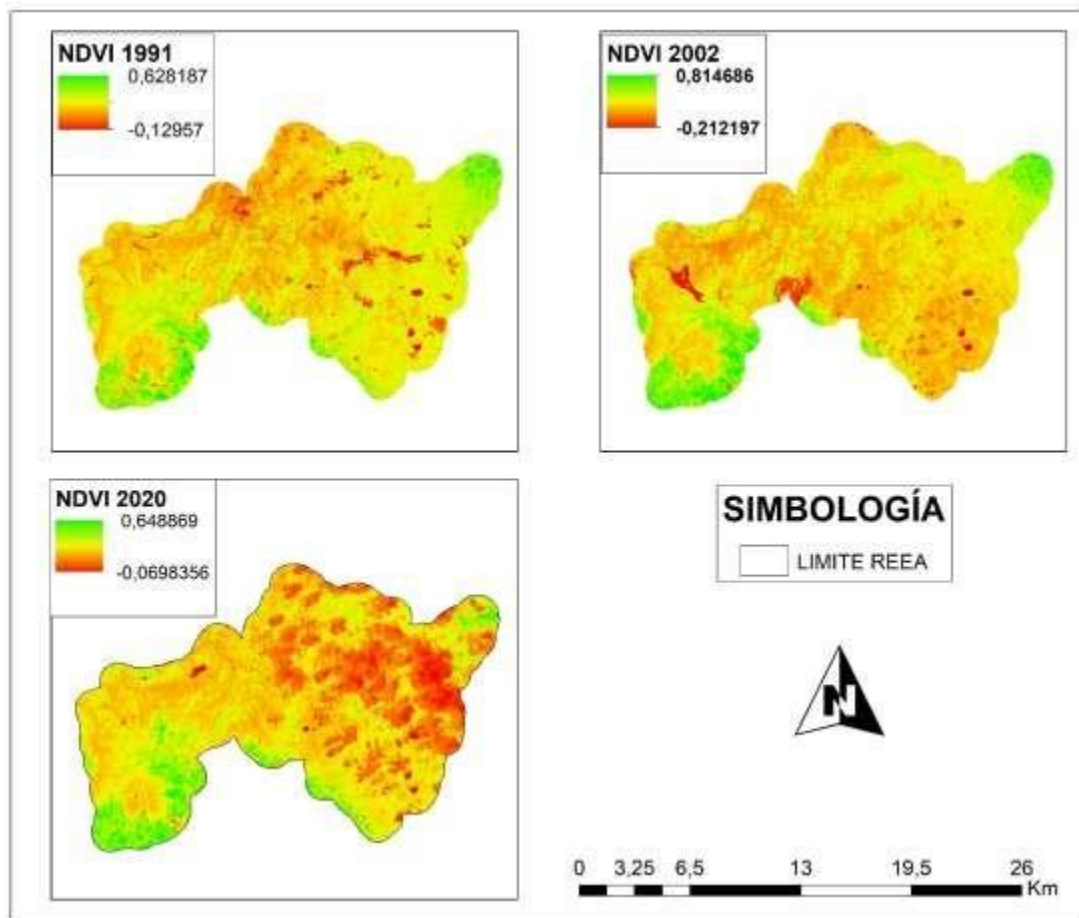 NDVI 1991
0,628187
-0,12957
NDVI 2002
0,814686
-0,212197
NDVI 2020
0,648869
-0,0698356
SIMBOLOGÍA
LIMITE REEA
N
0 3,25 6,5 13 19,5 26
Km